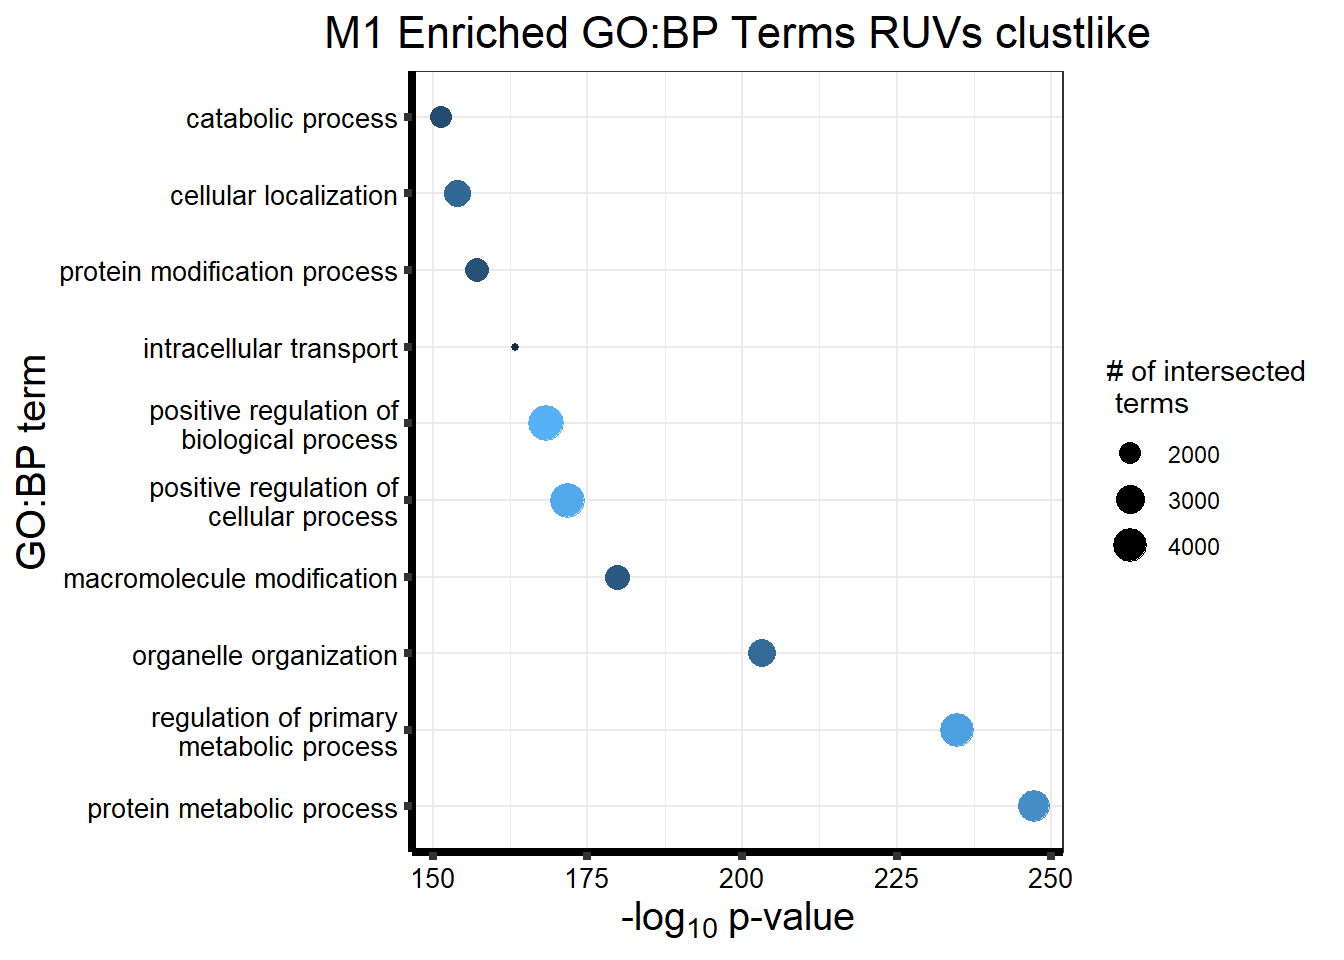 M1 Enriched GO:BP Terms RUVs clustlike
GO:BP term
catabolic process
cellular localization
protein modification process
intracellular transport
positive regulation of
biological process
positive regulation of
cellular process
macromolecule modification
organelle organization
regulation of primary
metabolic process
protein metabolic process
150 175 200 225 250
-log10 p-value
# of intersected
terms
2000
3000
4000